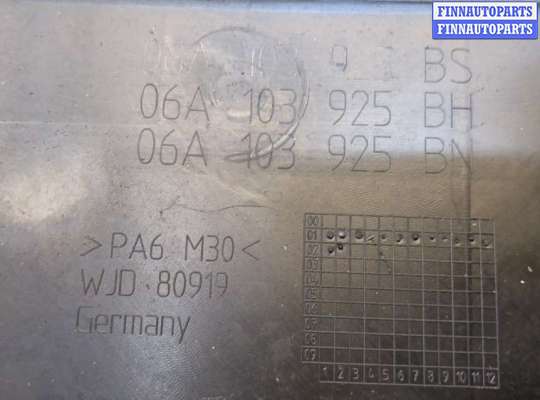 FINNAUTOPARTS
FINNAUTOPARTS
BS
06A 103 925 BH
06A 103 925 BN
>PA6 M30<
WJD 80919
Germany
00
01
02
03
04
05
06
07
08
09
1 2 3 4 5 6 7 8 9 10 11 12